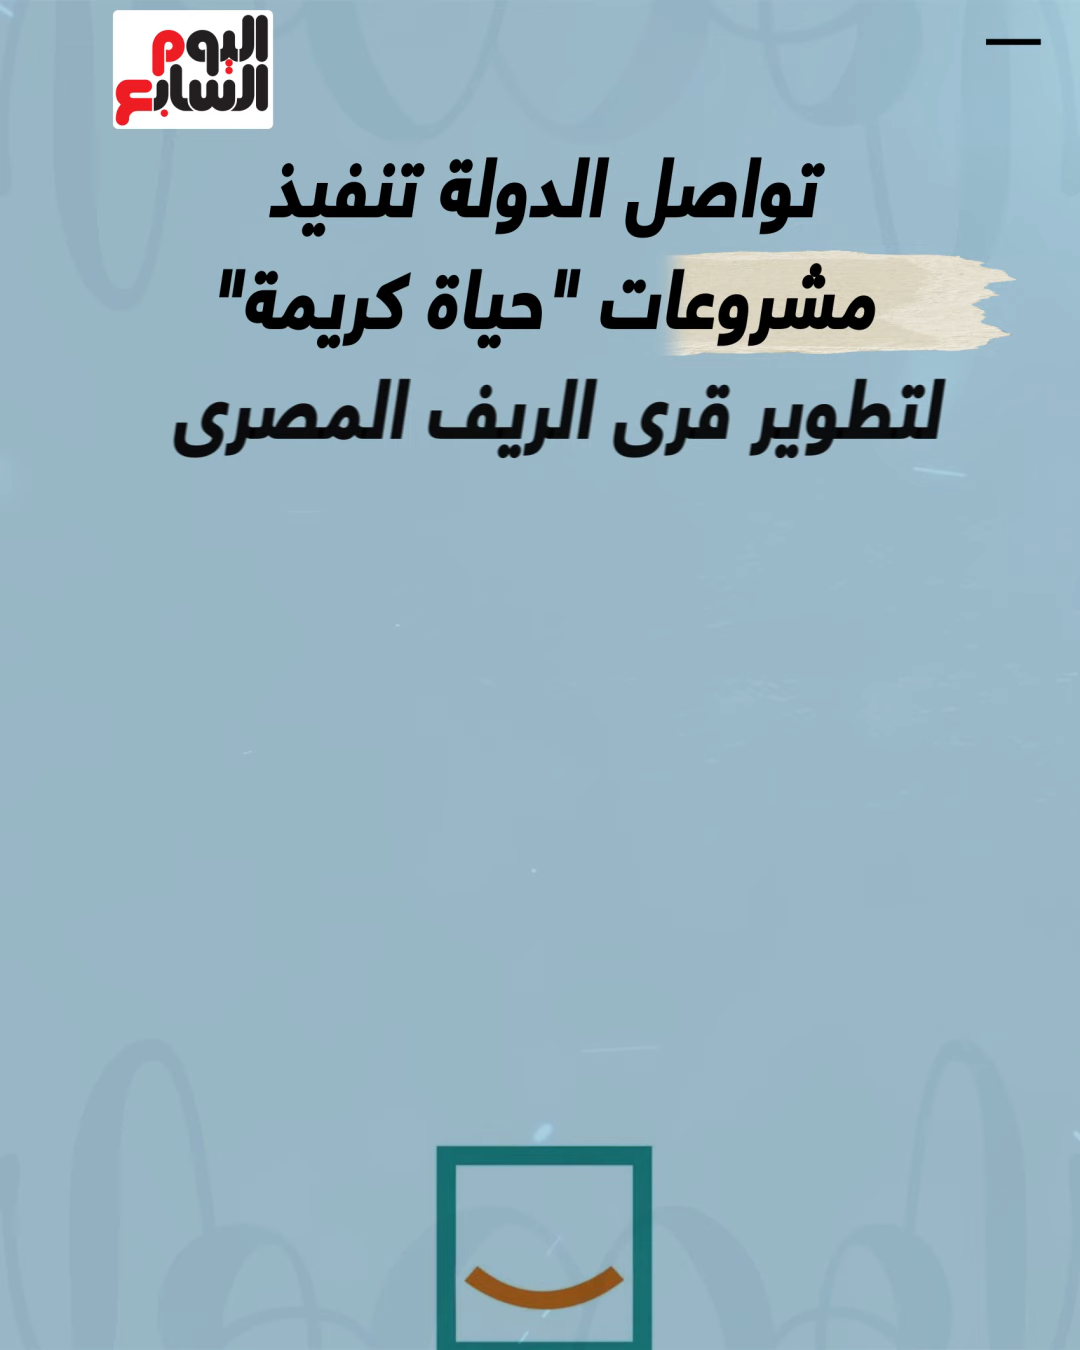 اليوم
السابع
تواصل الدولة تنفيذ
مشروعات "حياة كريمة"
لتطوير قرى الريف المصرى